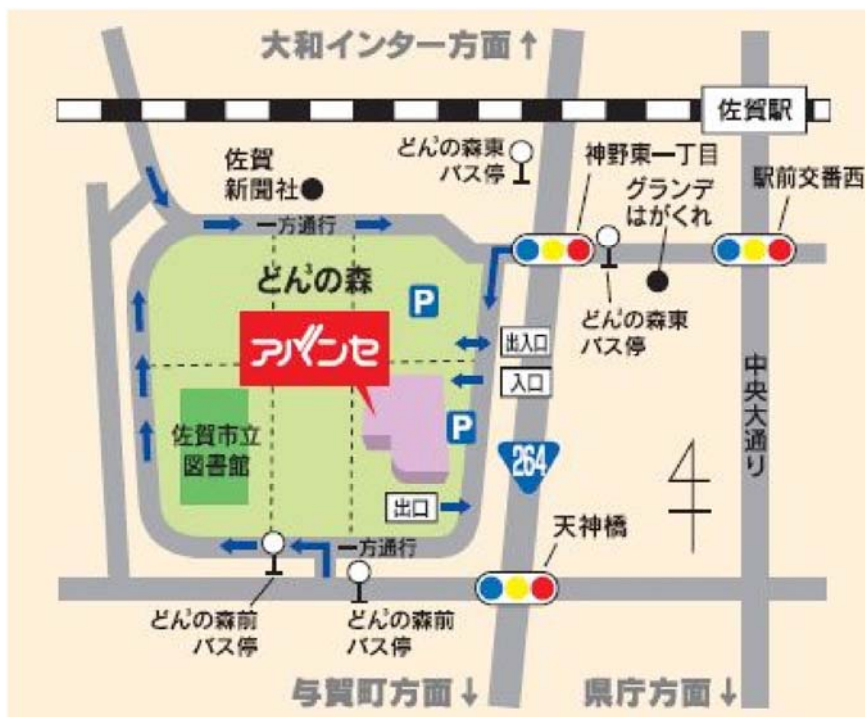 大和インター方面↑
佐賀駅
どん³の森東
バス停
神野東一丁目
駅前交番西
佐賀
新聞社
グランデ
はがくれ
一方通行
どん³の森
P
どん³の森東
バス停
アバンセ
出入口
入口
中央大通り
佐賀市立
図書館
P
264
出口
天神橋
一方通行
どん³の森前
バス停
どん³の森前
バス停
与賀町方面↓
県庁方面↓